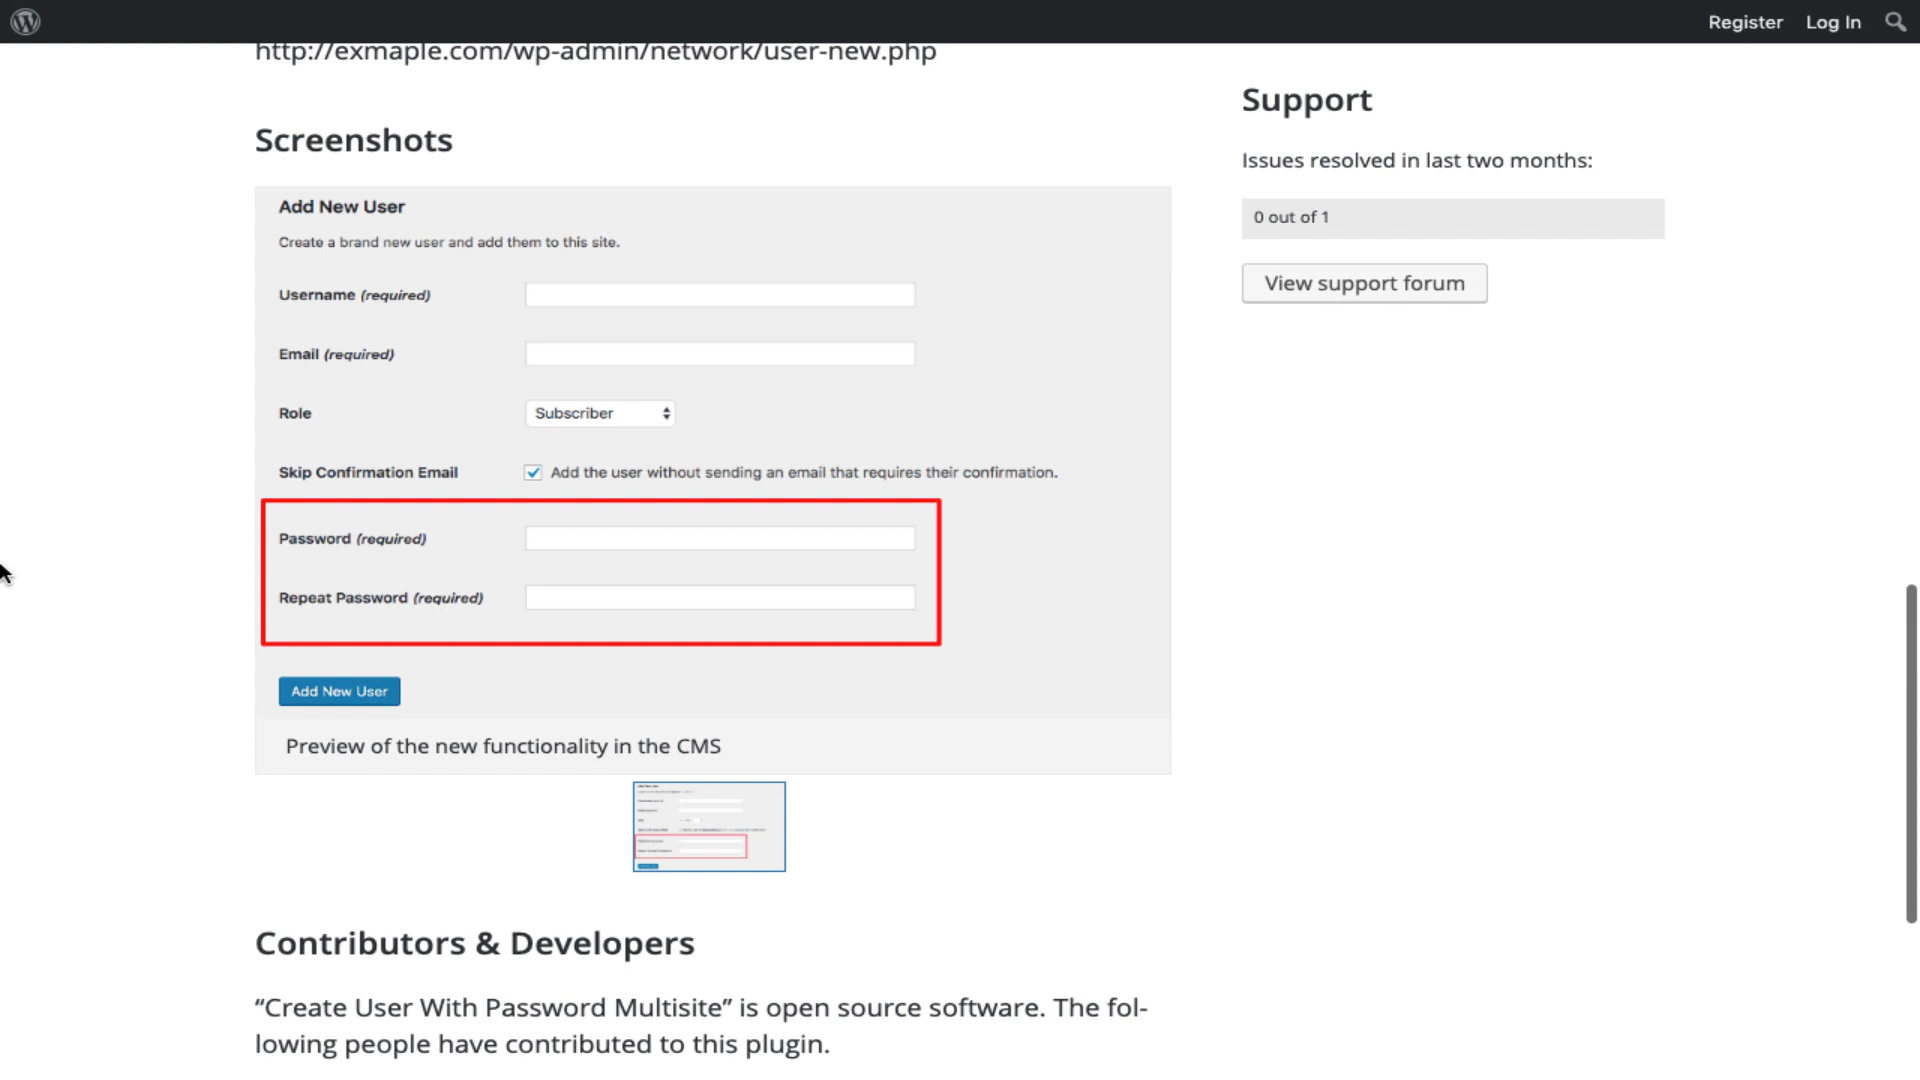 Register Log In
http://exmaple.com/wp-admin/network/user-new.php
Screenshots
Add New User
Create a brand new user and add them to this site.
Username (required)
Email (required)
Role Subscriber
Skip Confirmation Email Add the user without sending an email that requires their confirmation.
Password (required)
Repeat Password (required)
Add New User
Preview of the new functionality in the CMS
Contributors & Developers
“Create User With Password Multisite” is open source software. The fol-
lowing people have contributed to this plugin.
Support
Issues resolved in last two months:
0 out of 1
View support forum